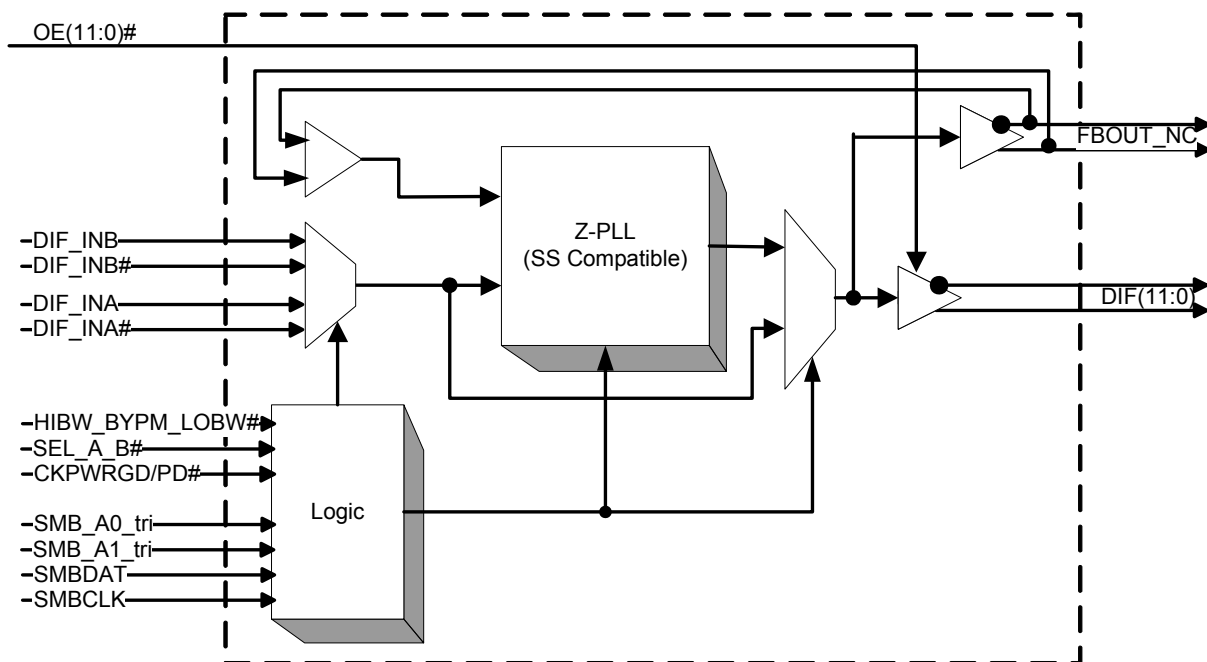 OE(11:0)#
FBOUT_NC
Z-PLL
(SS Compatible)
DIF_INB
DIF_INB#
DIF_INA
DIF_INA#
DIF(11:0)
HIBW_BYPM_LOBW#
SEL_A_B#
CKPWRGD/PD#
Logic
SMB_A0_tri
SMB_A1_tri
SMBDAT
SMBCLK